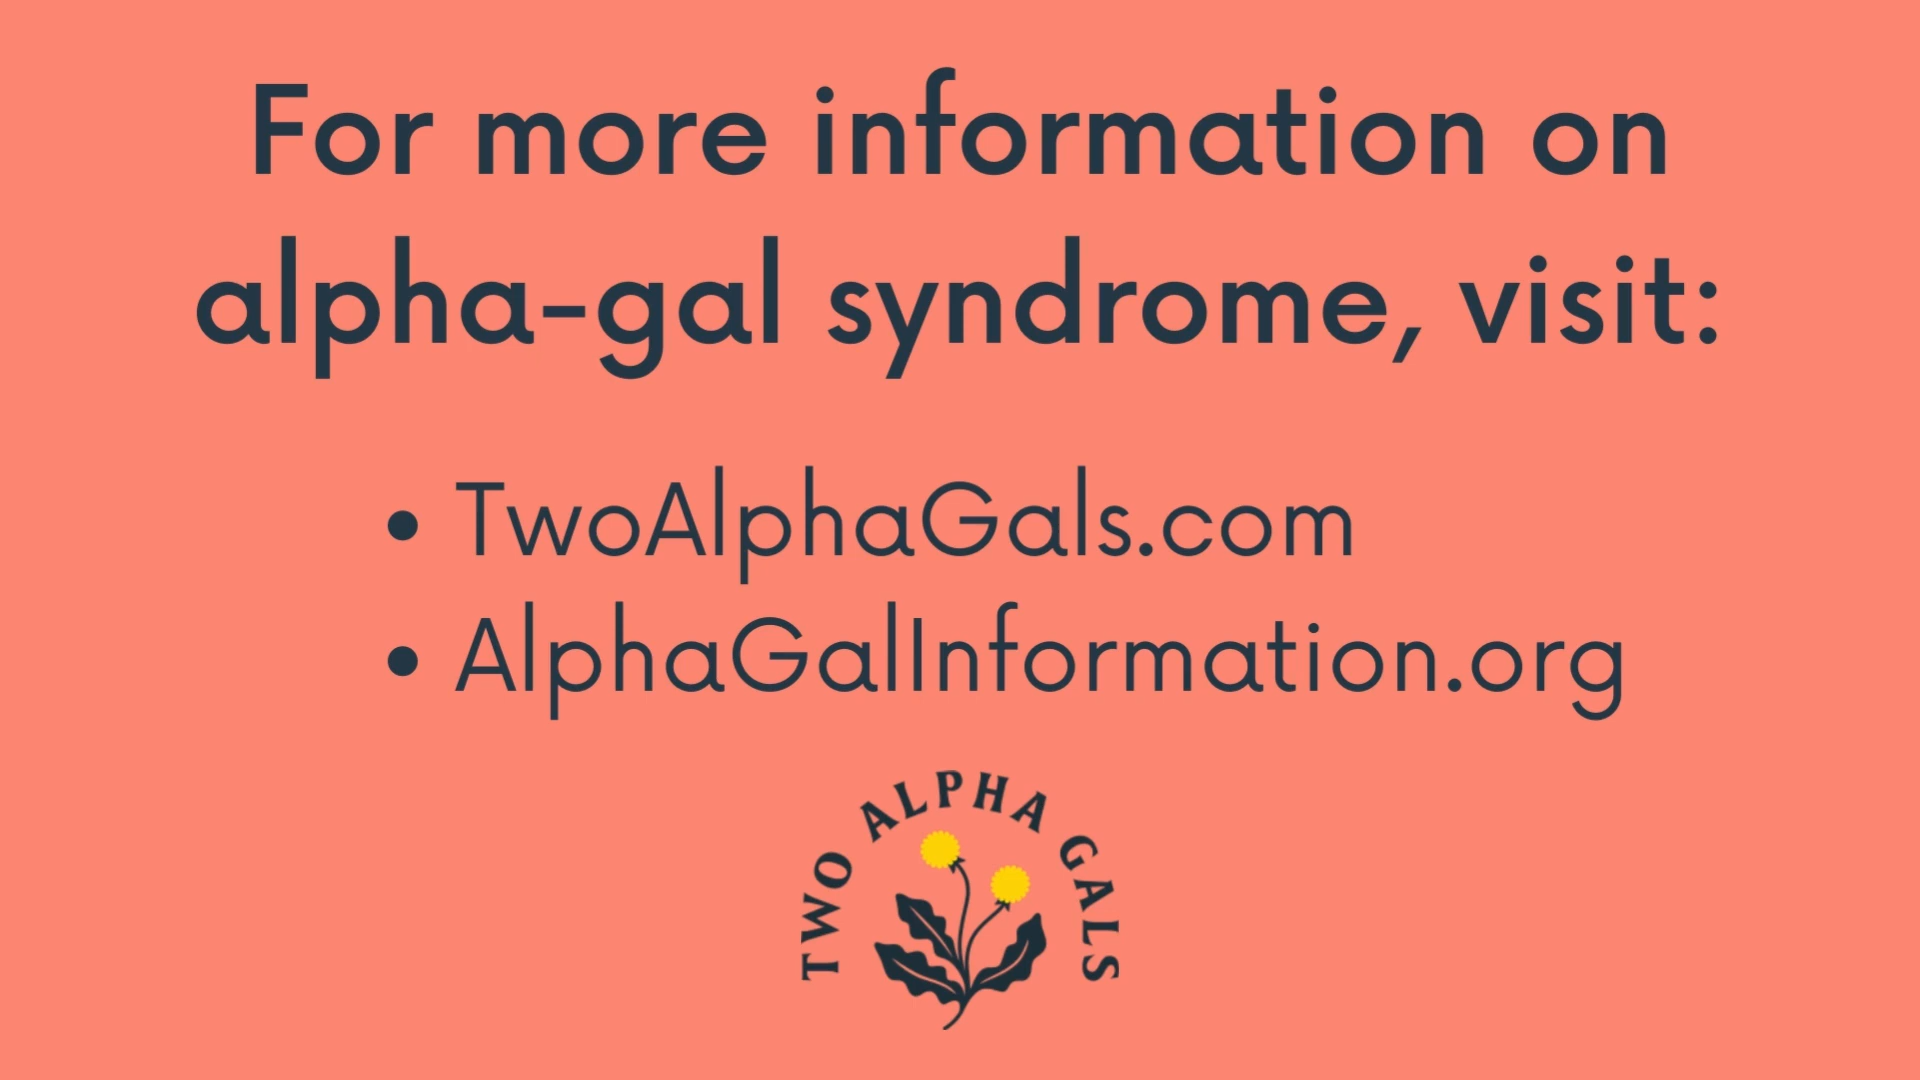 For more information on
alpha-gal syndrome, visit:
• TwoAlphaGals.com
• AlphaGalInformation.org
TWO ALPHA GALS